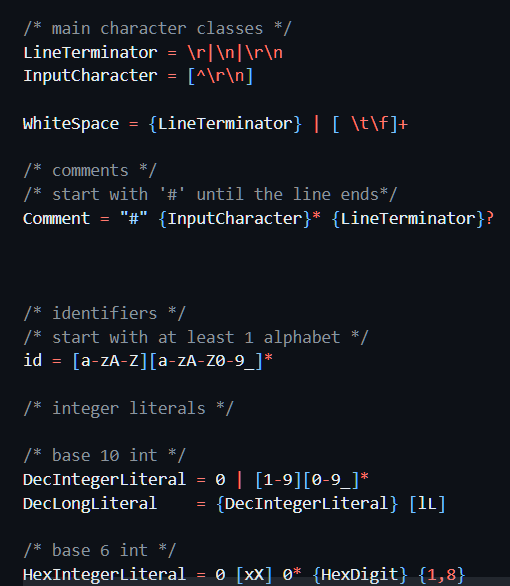 /* main character classes */
LineTerminator = \r|\n|\r\n
InputCharacter = [^\r\n]
WhiteSpace = {LineTerminator} | [ \t\f]+
/* comments */
/* start with '#' until the line ends*/
Comment = "#" {InputCharacter}* {LineTerminator}?
/* identifiers */
/* start with at least 1 alphabet */
id = [a-zA-Z][a-zA-Z0-9_]*
/* integer literals */
/* base 10 int */
DecIntegerLiteral = 0 | [1-9][0-9_]*
DecLongLiteral    = {DecIntegerLiteral} [lL]
/* base 6 int */
HexIntegerLiteral = 0 [xX] 0* {HexDigit} {1,8}